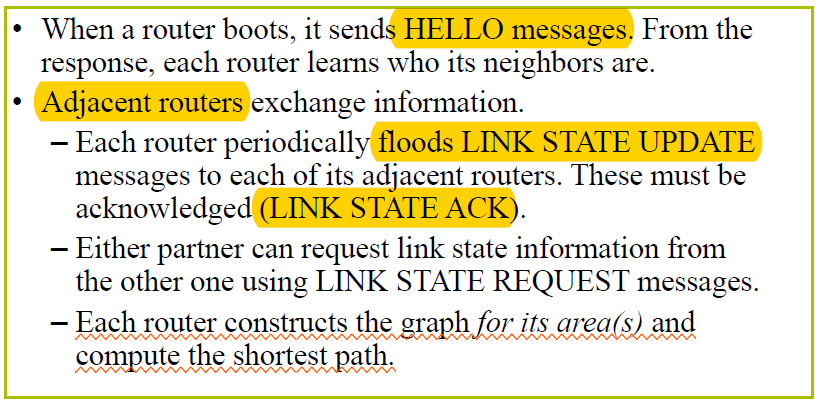 • When a router boots, it sends HELLO messages. From the
response, each router learns who its neighbors are.
• Adjacent routers exchange information.
– Each router periodically floods LINK STATE UPDATE
messages to each of its adjacent routers. These must be
acknowledged (LINK STATE ACK).
– Either partner can request link state information from
the other one using LINK STATE REQUEST messages.
– Each router constructs the graph for its area(s) and
compute the shortest path.